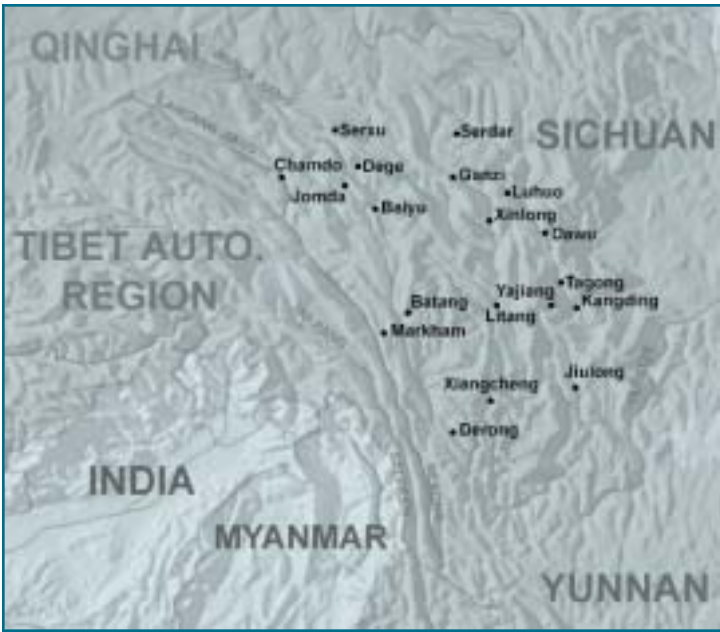 QINGHAI
Sersu
Serdar
SICHUAN
Chamdo
Dege
Ganzi
Jomda
Luhuo
Baiyu
Xinlong
Dawu
TIBET AUTO.
REGION
Tagong
Yajiang
Batang
Kangding
Litang
Markham
Jiulong
Xiangcheng
Derong
INDIA
MYANMAR
YUNNAN